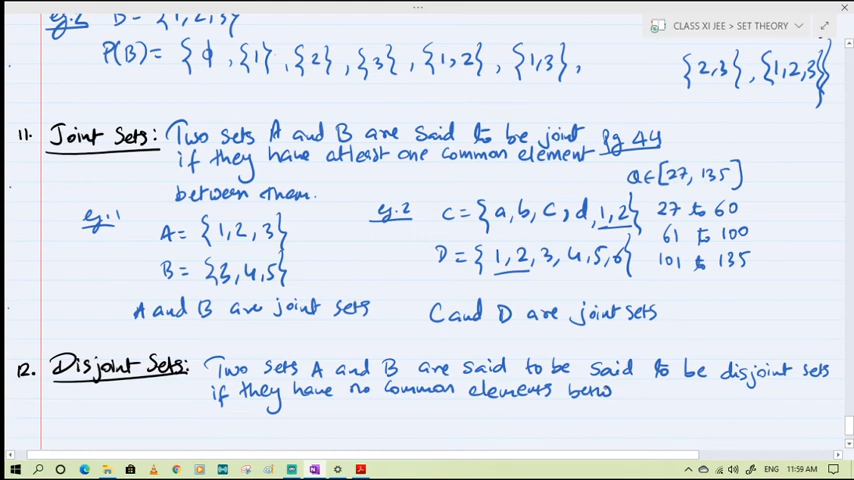 CLASS XI JEE > SET THEORY
eg.2 B = {1,2,3}
P(B) = { ϕ, {1}, {2}, {3}, {1,2}, {1,3}, {2,3}, {1,2,3}}
11. Joint Sets: Two sets A and B are said to be joint
if they have atleast one common element Pg 44
between them.
Q ∈ [27, 135]
27 to 60
61 to 100
101 to 135
eg.1
A = {1,2,3}
B = {3,4,5}
A and B are joint sets
eg.2 C = {a, b, c, d, 1,2}
D = {1,2,3,4,5,6}
C and D are joint sets
12. Disjoint Sets: Two sets A and B are said to be said to be disjoint sets
if they have no common elements betw
ENG 11:59 AM